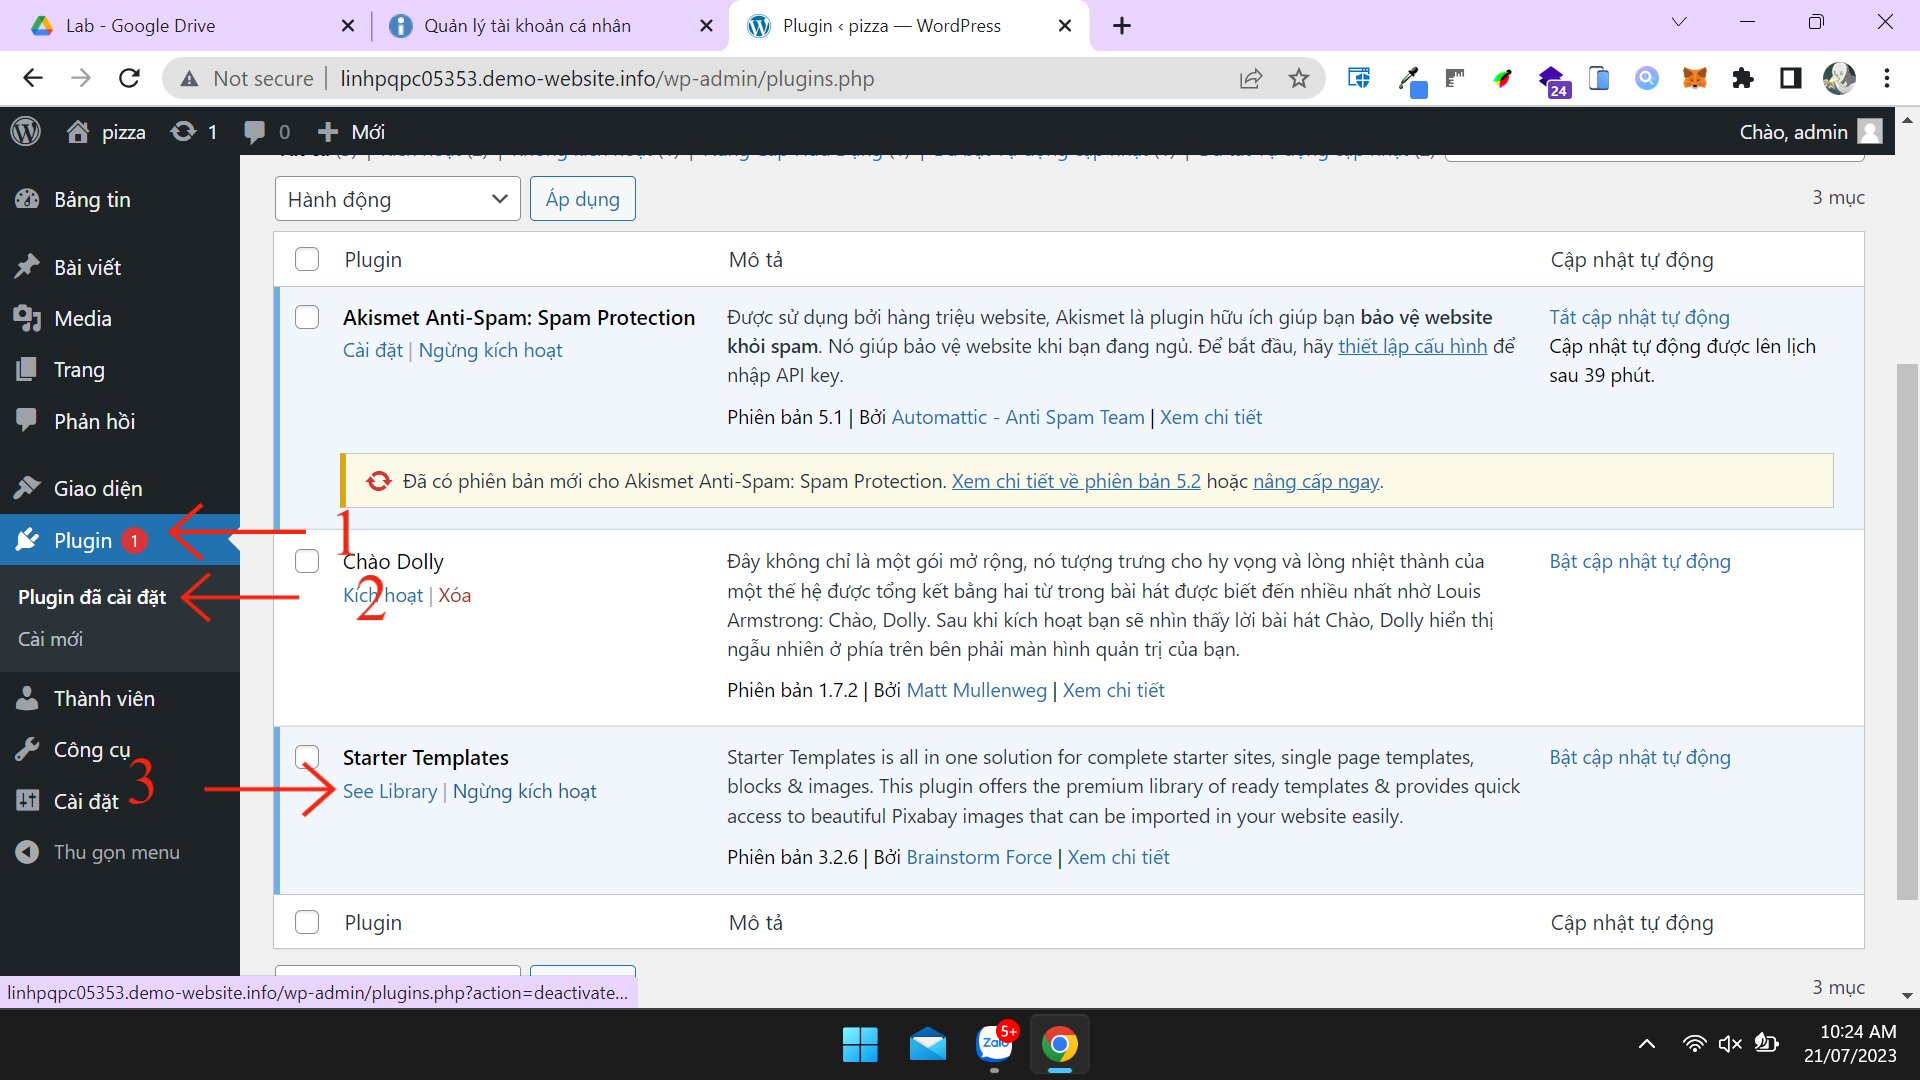 Lab - Google Drive
Quản lý tài khoản cá nhân
Plugin ‹ pizza — WordPress
Not secure
linhpqpc05353.demo-website.info/wp-admin/plugins.php
24
pizza
1
0
Mới
Chào, admin
Hành động
Áp dụng
3 mục
Bảng tin
Bài viết
Media
Trang
Phản hồi
Giao diện
Plugin 1
Plugin đã cài đặt
Cài mới
Thành viên
Công cụ
Cài đặt
Thu gọn menu
1
2
3
Plugin
Mô tả
Cập nhật tự động
Akismet Anti-Spam: Spam Protection
Cài đặt | Ngừng kích hoạt
Được sử dụng bởi hàng triệu website, Akismet là plugin hữu ích giúp bạn bảo vệ website
khỏi spam. Nó giúp bảo vệ website khi bạn đang ngủ. Để bắt đầu, hãy thiết lập cấu hình để
nhập API key.
Phiên bản 5.1 | Bởi Automattic - Anti Spam Team | Xem chi tiết
Tắt cập nhật tự động
Cập nhật tự động được lên lịch
sau 39 phút.
Đã có phiên bản mới cho Akismet Anti-Spam: Spam Protection. Xem chi tiết về phiên bản 5.2 hoặc nâng cấp ngay.
Chào Dolly
Kích hoạt | Xóa
Đây không chỉ là một gói mở rộng, nó tượng trưng cho hy vọng và lòng nhiệt thành của
một thế hệ được tổng kết bằng hai từ trong bài hát được biết đến nhiều nhất nhờ Louis
Armstrong: Chào, Dolly. Sau khi kích hoạt bạn sẽ nhìn thấy lời bài hát Chào, Dolly hiển thị
ngẫu nhiên ở phía trên bên phải màn hình quản trị của bạn.
Phiên bản 1.7.2 | Bởi Matt Mullenweg | Xem chi tiết
Bật cập nhật tự động
Starter Templates
See Library | Ngừng kích hoạt
Starter Templates is all in one solution for complete starter sites, single page templates,
blocks & images. This plugin offers the premium library of ready templates & provides quick
access to beautiful Pixabay images that can be imported in your website easily.
Phiên bản 3.2.6 | Bởi Brainstorm Force | Xem chi tiết
Bật cập nhật tự động
Plugin
Mô tả
Cập nhật tự động
3 mục
linhpqpc05353.demo-website.info/wp-admin/plugins.php?action=deactivate...
Zalo
5+
10:24 AM
21/07/2023